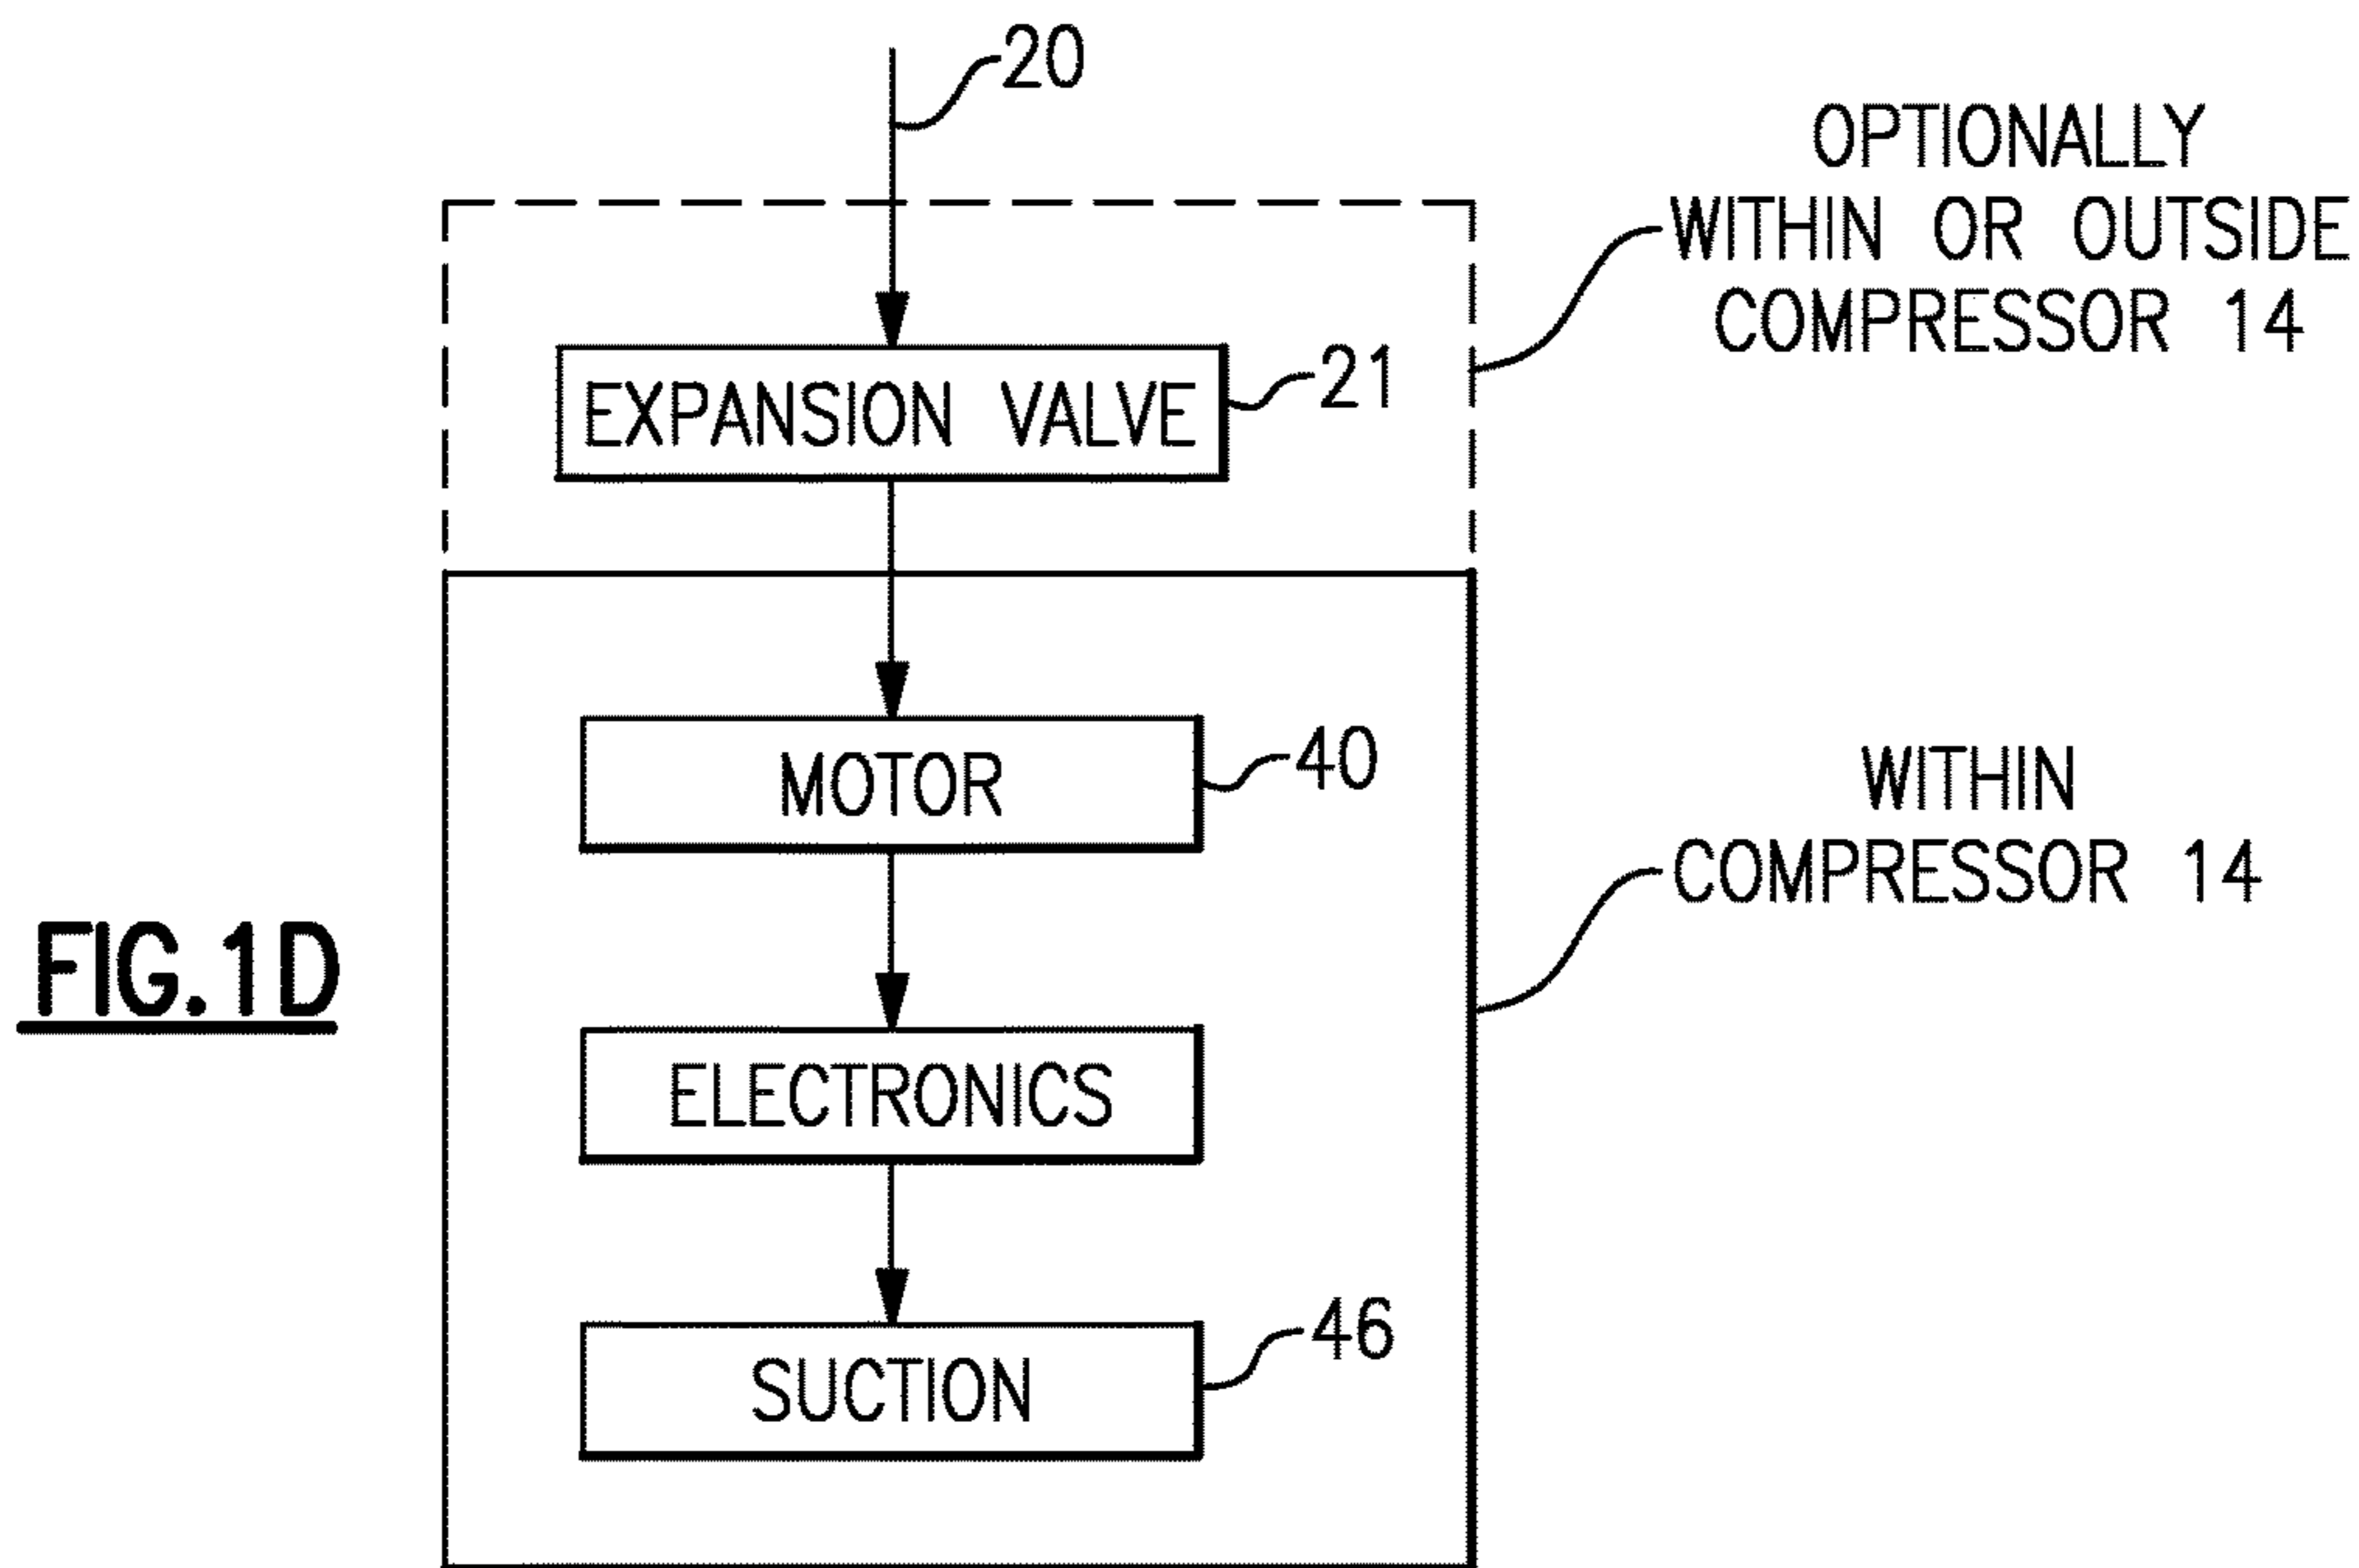 20
OPTIONALLY
WITHIN OR OUTSIDE
COMPRESSOR 14
EXPANSION VALVE
21
MOTOR
40
WITHIN
COMPRESSOR 14
FIG.1D
ELECTRONICS
SUCTION
46